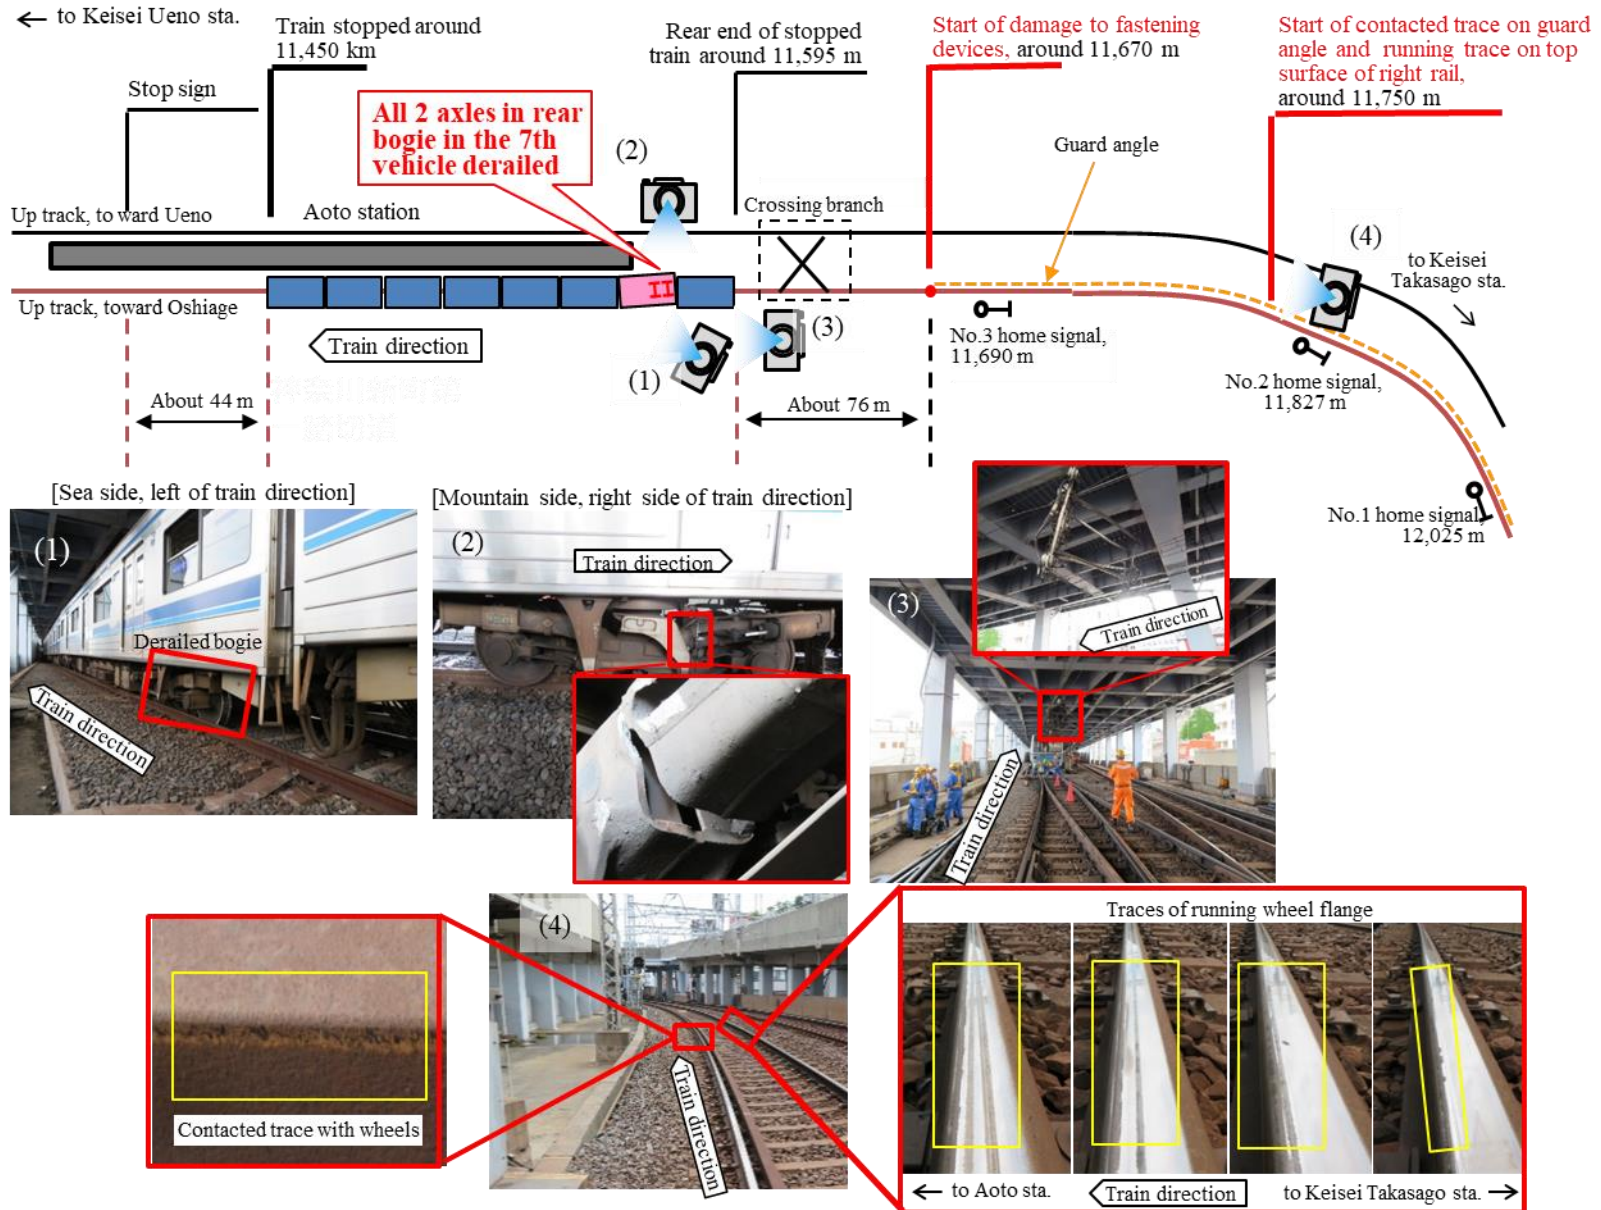 ← to Keisei Ueno sta.
Train stopped around
11,450 km
Rear end of stopped
train around 11,595 m
Start of damage to fastening
devices, around 11,670 m
Start of contacted trace on guard
angle and running trace on top
surface of right rail,
around 11,750 m
Stop sign
All 2 axles in rear
bogie in the 7th
vehicle derailed
(2)
Guard angle
Up track, to ward Ueno
Aoto station
Crossing branch
(4)
to Keisei
Takasago sta.
Up track, toward Oshiage
Train direction
(3)
(1)
No.3 home signal,
11,690 m
No.2 home signal,
11,827 m
About 44 m
About 76 m
No.1 home signal,
12,025 m
[Sea side, left of train direction]
[Mountain side, right side of train direction]
(1)
Derailed bogie
Train direction
(2)
Train direction
(3)
Train direction
Train direction
(4)
Train direction
Contacted trace with wheels
Traces of running wheel flange
← to Aoto sta.
Train direction
to Keisei Takasago sta. →